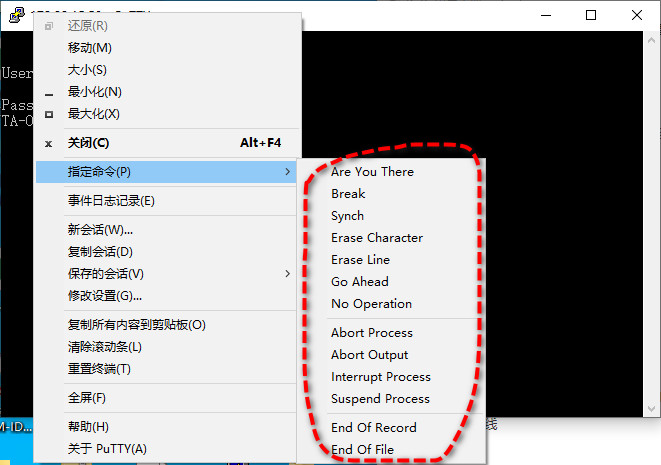 PuTTY
还原(R)
移动(M)
大小(S)
最小化(N)
最大化(X)
关闭(C) Alt+F4
指定命令(P)
事件日志记录(E)
新会话(W)...
复制会话(D)
保存的会话(V)
修改设置(G)...
复制所有内容到剪贴板(O)
清除滚动条(L)
重置终端(T)
全屏(F)
帮助(H)
关于 PuTTY(A)
Are You There
Break
Synch
Erase Character
Erase Line
Go Ahead
No Operation
Abort Process
Abort Output
Interrupt Process
Suspend Process
End Of Record
End Of File
User
Pass
TA-0
M-ID...
线